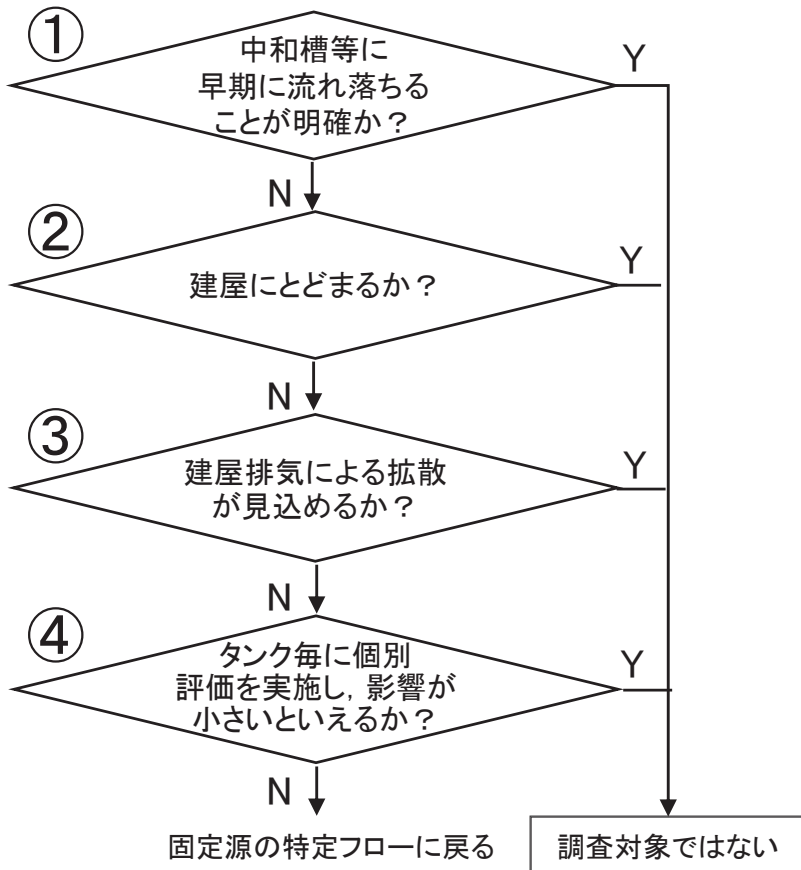 ①
中和槽等に
早期に流れ落ちる
ことが明確か？
Y
N
②
建屋にとどまるか？
Y
N
③
建屋排気による拡散
が見込めるか？
Y
N
④
タンク毎に個別
評価を実施し，影響が
小さいといえるか？
Y
N
固定源の特定フローに戻る
調査対象ではない